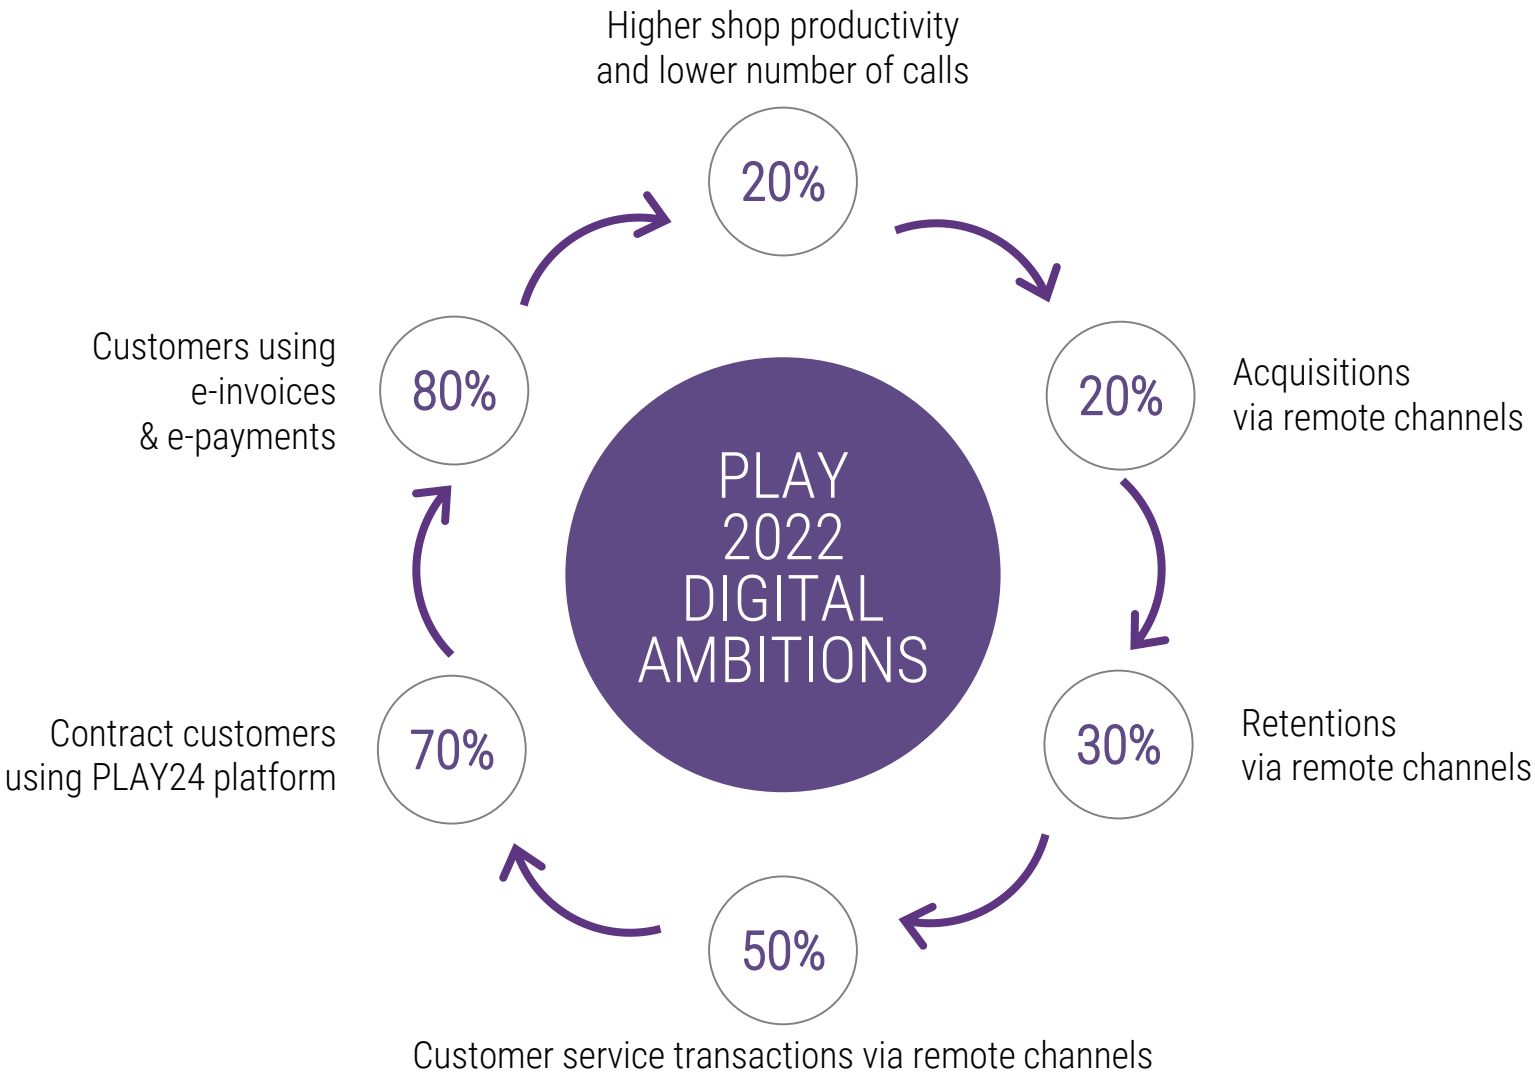 Higher shop productivity
and lower number of calls
20%
20%
Acquisitions
via remote channels
30%
Retentions
via remote channels
50%
Customer service transactions via remote channels
70%
Contract customers
using PLAY24 platform
80%
Customers using
e-invoices
& e-payments
PLAY
2022
DIGITAL
AMBITIONS